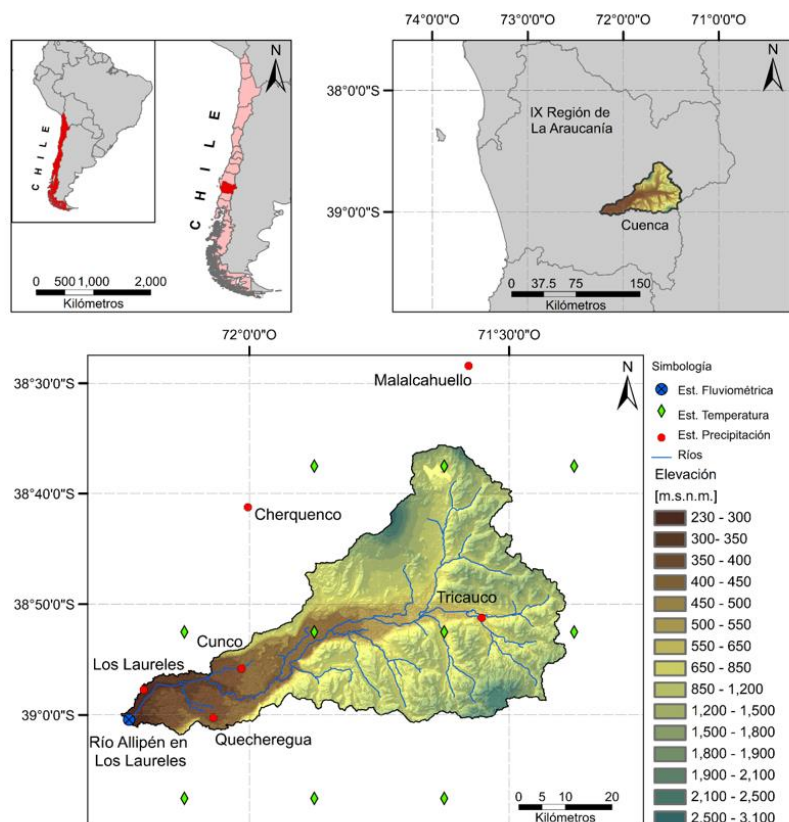 N
C H I L E
0 500 1,000 2,000
Kilómetros
C H I L E
74°0'0"O 73°0'0"O 72°0'0"O 71°0'0"O
N
38°0'0"S
IX Región de
La Araucanía
39°0'0"S
Cuenca
0 37.5 75 150
Kilómetros
72°0'0"O 71°30'0"O
38°30'0"S
38°40'0"S
38°50'0"S
39°0'0"S
N
Malalcahuello
Cherquenco
Tricauco
Cunco
Los Laureles
Quecheregua
Río Allipén en
Los Laureles
0 5 10 20
Kilómetros
Simbología
Est. Fluviométrica
Est. Temperatura
Est. Precipitación
Ríos
Elevación
[m.s.n.m.]
230 - 300
300- 350
350 - 400
400 - 450
450 - 500
500 - 550
550 - 650
650 - 850
850 - 1,200
1,200 - 1,500
1,500 - 1,800
1,800 - 1,900
1,900 - 2,100
2,100 - 2,500
2,500 - 3,100